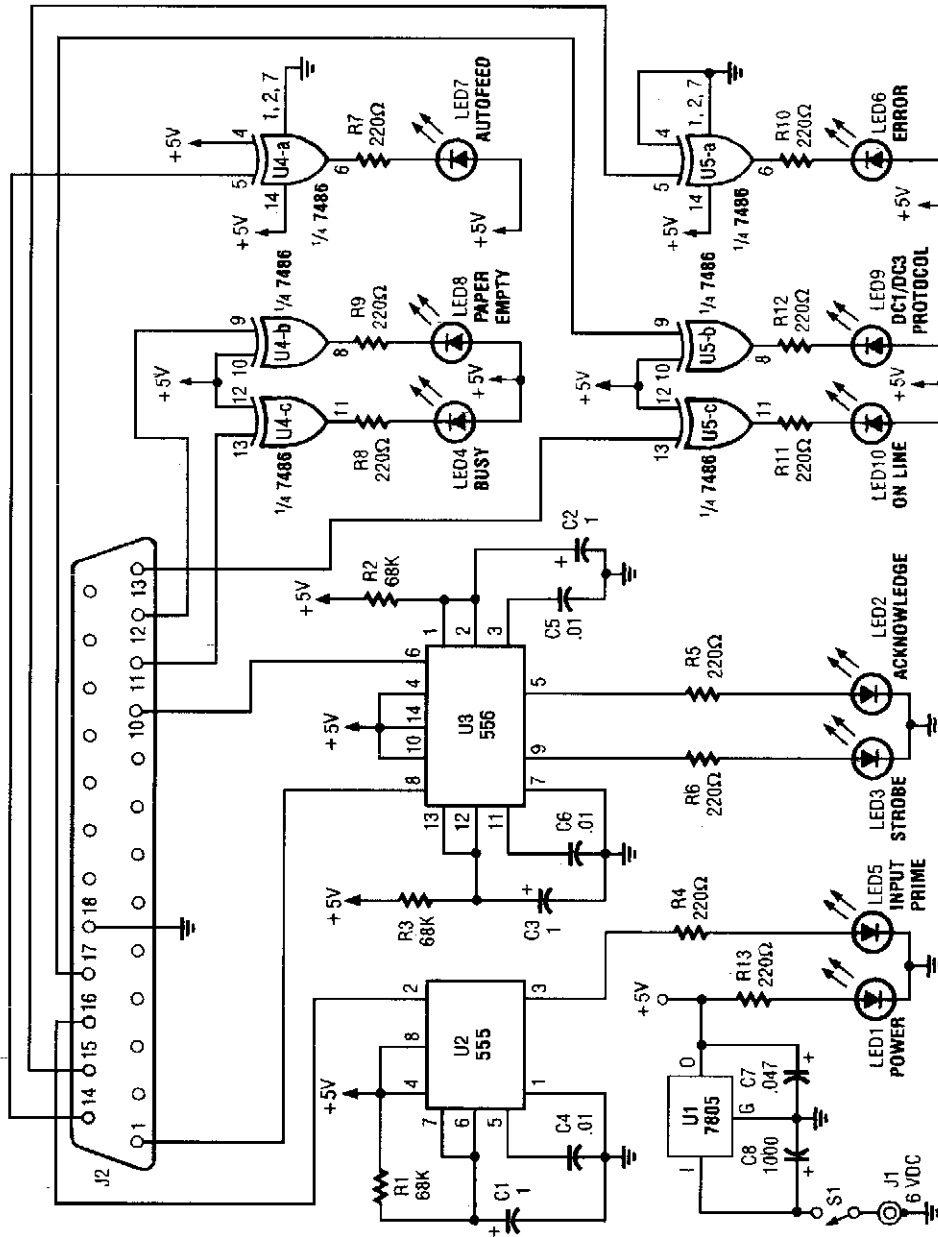 J2
14
15
16
17
18
1
10
11
12
13
+5V
5
4
14
+5V
U4-a
1, 2, 7
6
1/4 7486
R7
220Ω
LED7
AUTOFEED
+5V
+5V
13
12
10
9
U4-c
U4-b
11
8
1/4 7486
1/4 7486
R8
220Ω
R9
220Ω
LED4
BUSY
LED8
PAPER
EMPTY
+5V
5
4
14
+5V
U5-a
1, 2, 7
6
1/4 7486
R10
220Ω
LED6
ERROR
+5V
+5V
13
12
10
9
U5-c
U5-b
11
8
1/4 7486
1/4 7486
R11
220Ω
R12
220Ω
LED10
ON LINE
LED9
DC1/DC3
PROTOCOL
+5V
+5V
R2
68K
+5V
8
10
14
4
6
13
12
11
U3
556
1
2
3
7
9
5
C5
.01
C2
+
1
+5V
R3
68K
C3
+
1
C6
.01
R6
220Ω
R5
220Ω
LED3
STROBE
LED2
ACKNOWLEDGE
+5V
R1
68K
7
4
8
2
6
5
1
3
U2
555
C1
+
1
C4
.01
R4
220Ω
LED5
INPUT
PRIME
+5V
R13
220Ω
LED1
POWER
I
U1
7805
O
G
C8
1000
+
C7
.047
+
S1
J1
6 VDC